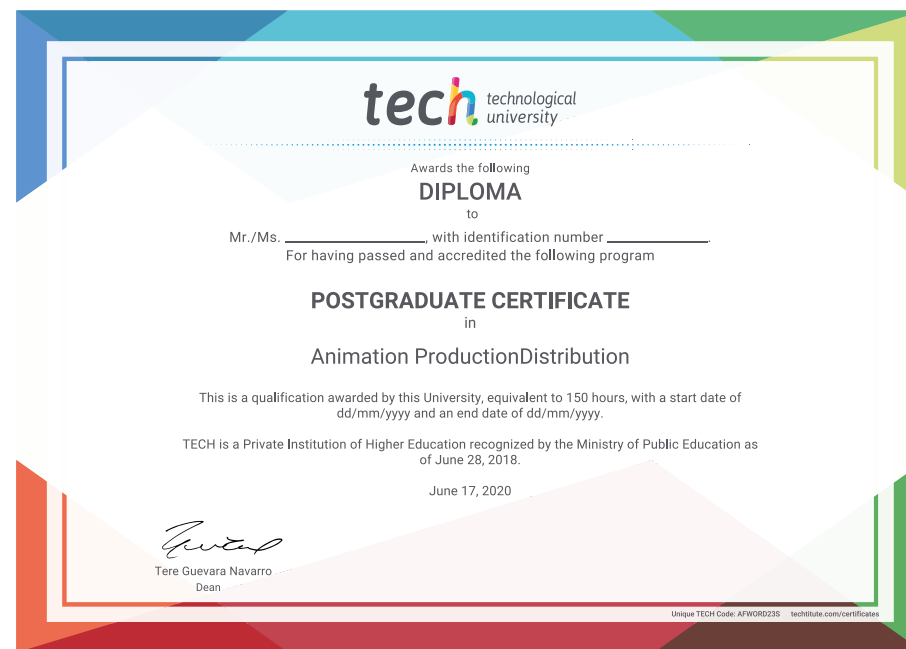 tech technological
university
Awards the following
DIPLOMA
to
Mr./Ms. ____________________, with identification number ______________.
For having passed and accredited the following program
POSTGRADUATE CERTIFICATE
in
Animation ProductionDistribution
This is a qualification awarded by this University, equivalent to 150 hours, with a start date of
dd/mm/yyyy and an end date of dd/mm/yyyy.
TECH is a Private Institution of Higher Education recognized by the Ministry of Public Education as
of June 28, 2018.
June 17, 2020
Tere Guevara Navarro
Dean
Unique TECH Code: AFWORD23S techtitute.com/certificates